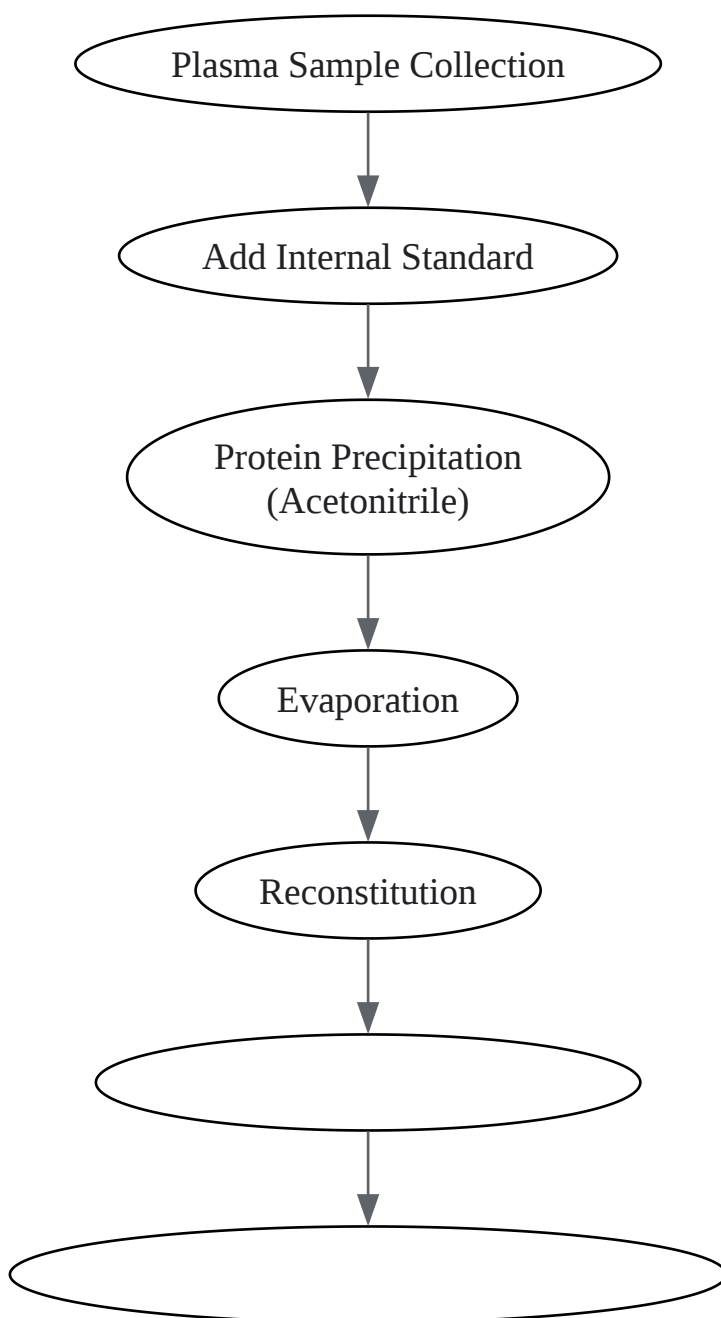 Plasma Sample Collection
Add Internal Standard
Protein Precipitation
(Acetonitrile)
Evaporation
Reconstitution